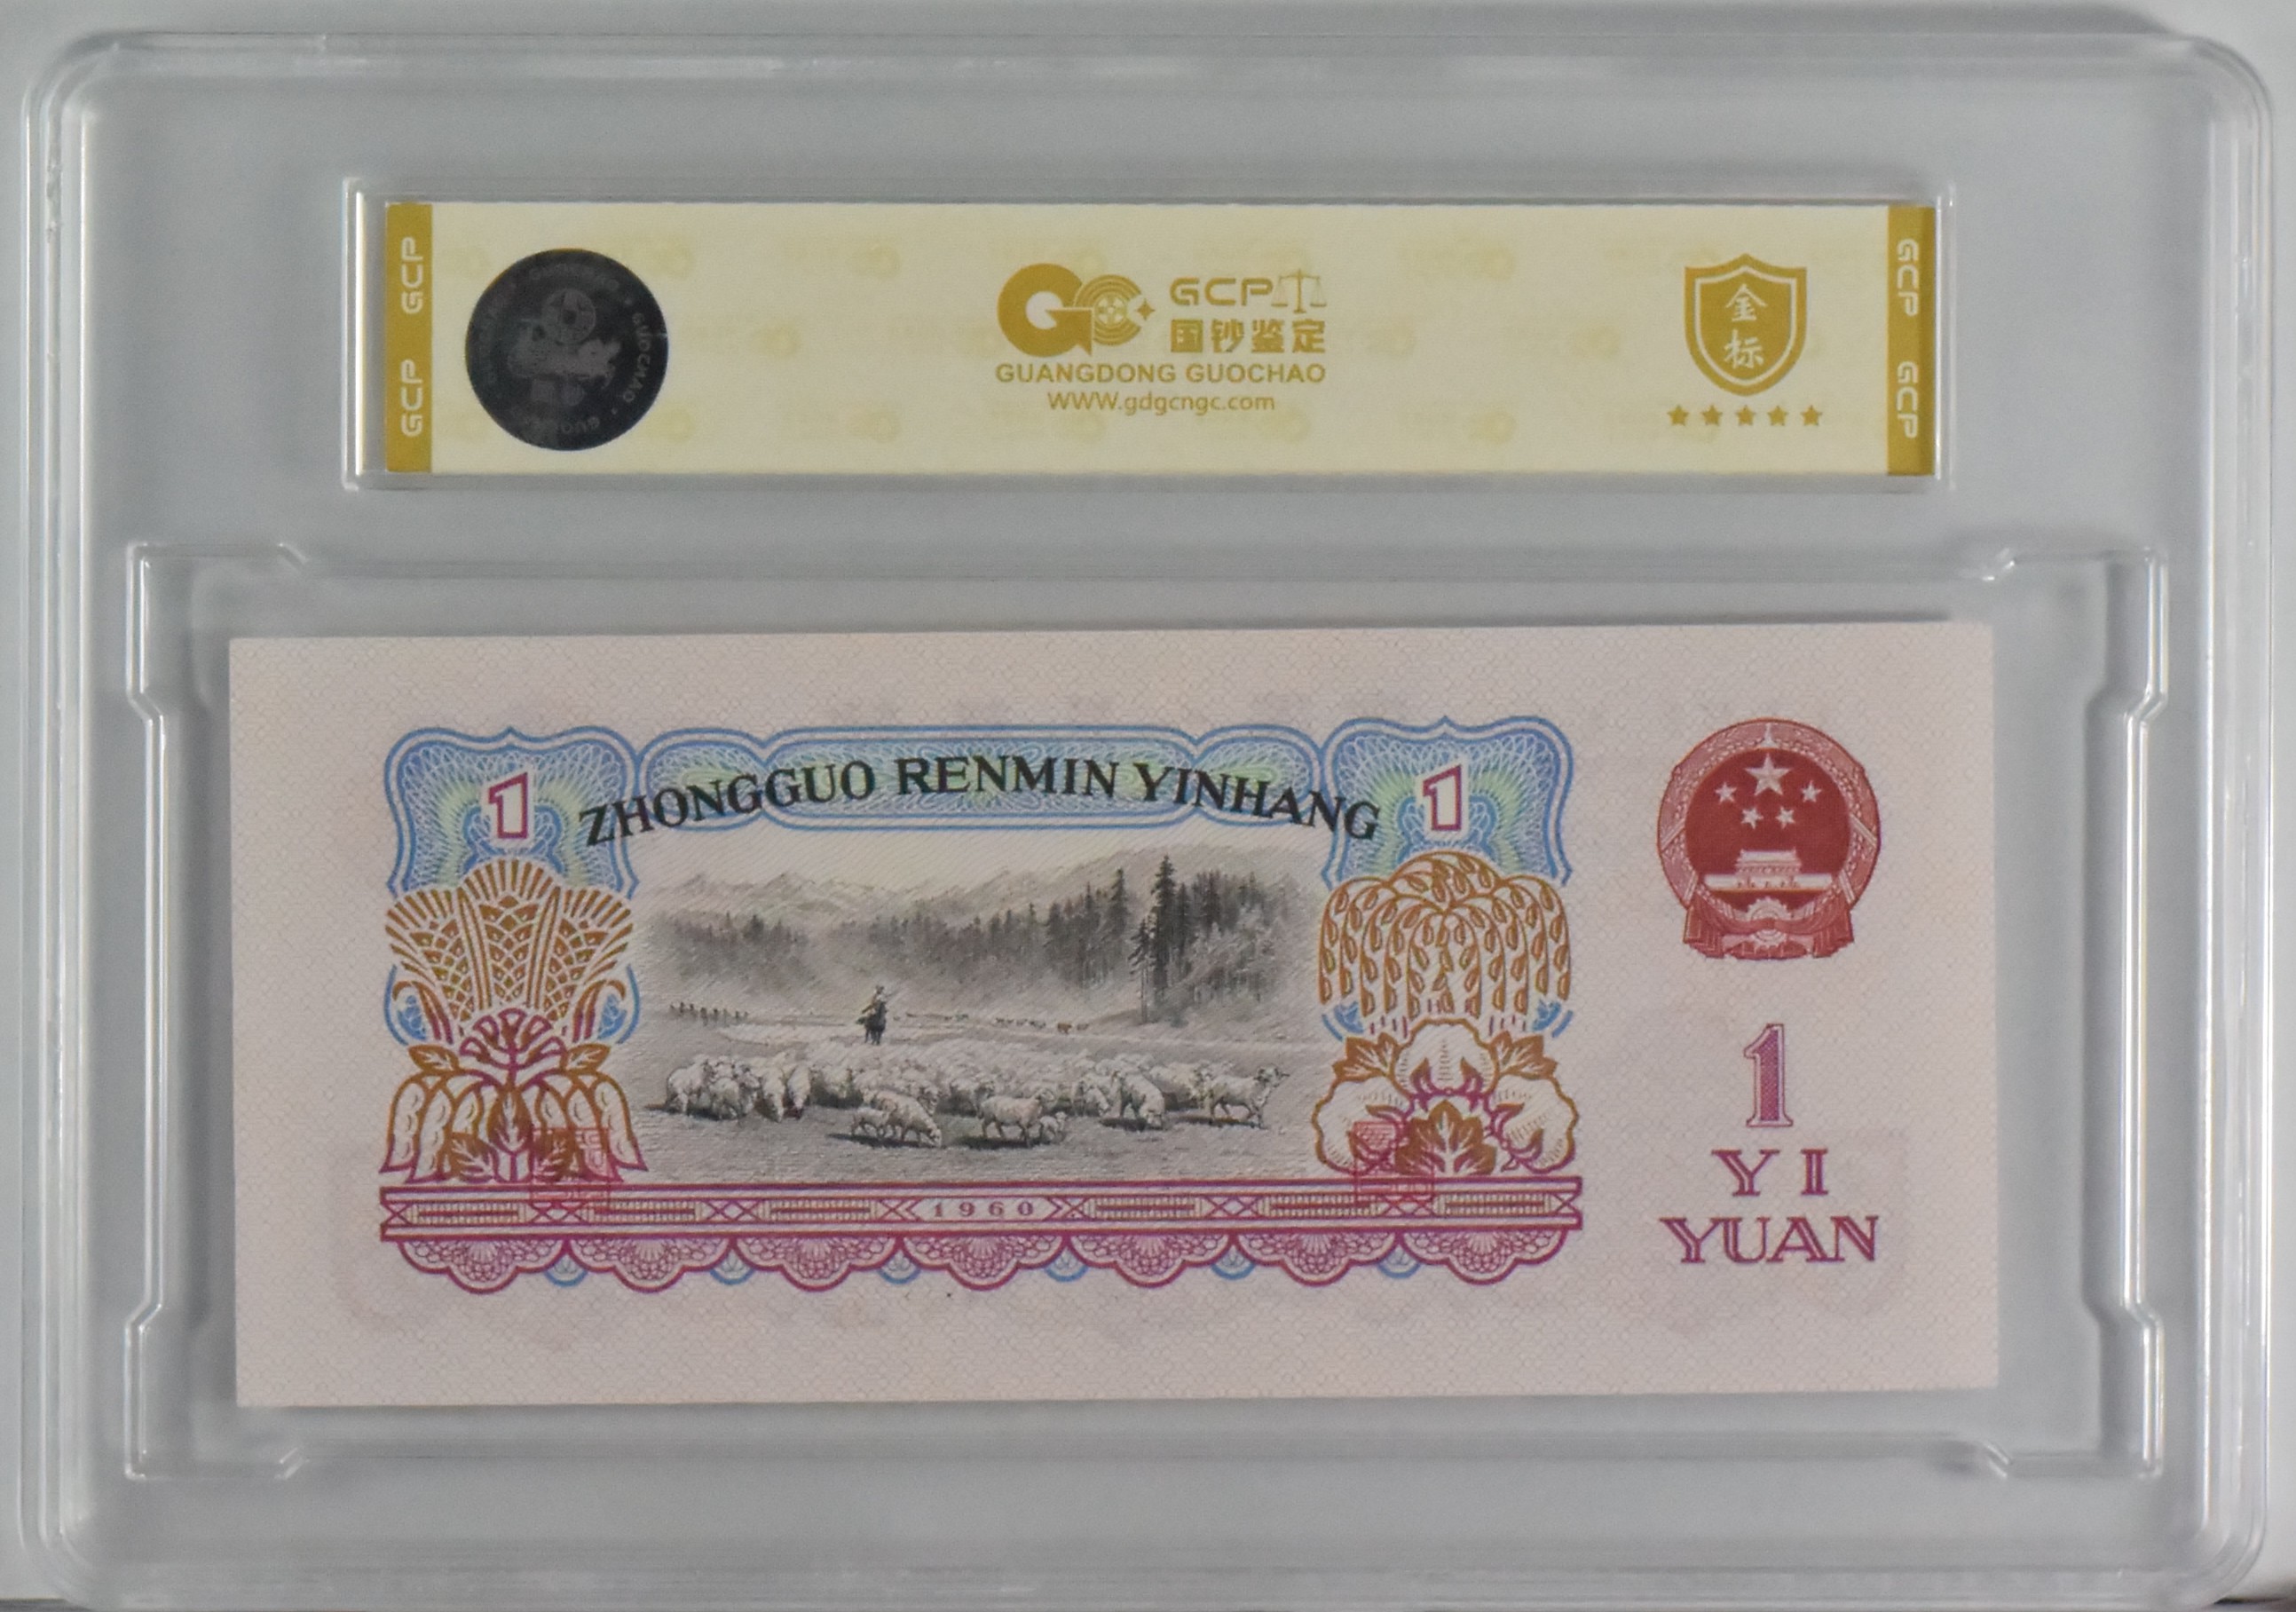 GCP GCP
GCP
国钞鉴定
GUANGDONG GUOCHAO
WWW.gdgcngc.com
金
标
GCP GCP
GUOCHAO
ZHONGGUO RENMIN YINHANG
1
1
1960
1
YI
YUAN